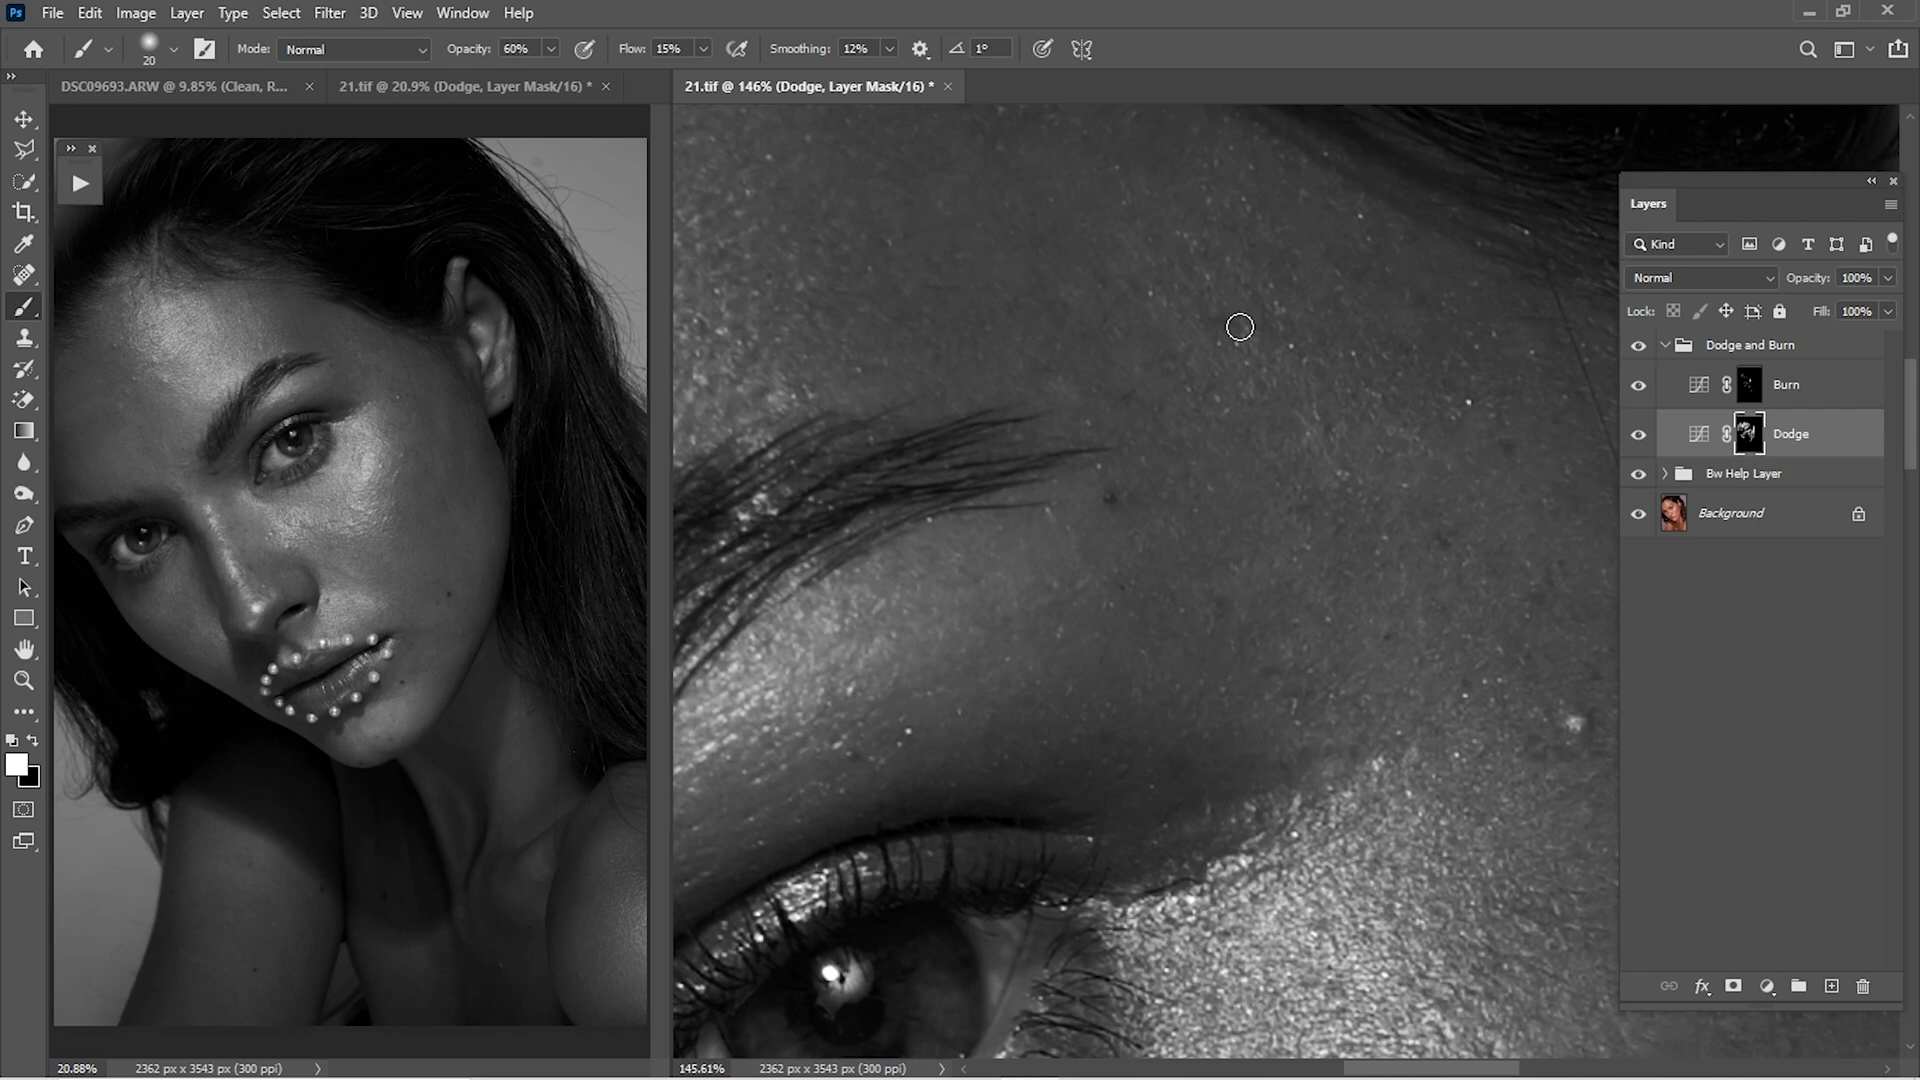 Ps File Edit Image Layer Type Select Filter 3D View Window Help
20 Mode: Normal Opacity: 60% Flow: 15% Smoothing: 12% 1°
DSC09693.ARW @ 9.85% (Clean, R... × 21.tif @ 20.9% (Dodge, Layer Mask/16) * × 21.tif @ 146% (Dodge, Layer Mask/16) * ×
Layers
Kind
Normal Opacity: 100%
Lock: Fill: 100%
Dodge and Burn
Burn
Dodge
Bw Help Layer
Background
fx
20.88% 2362 px x 3543 px (300 ppi) 145.61% 2362 px x 3543 px (300 ppi)